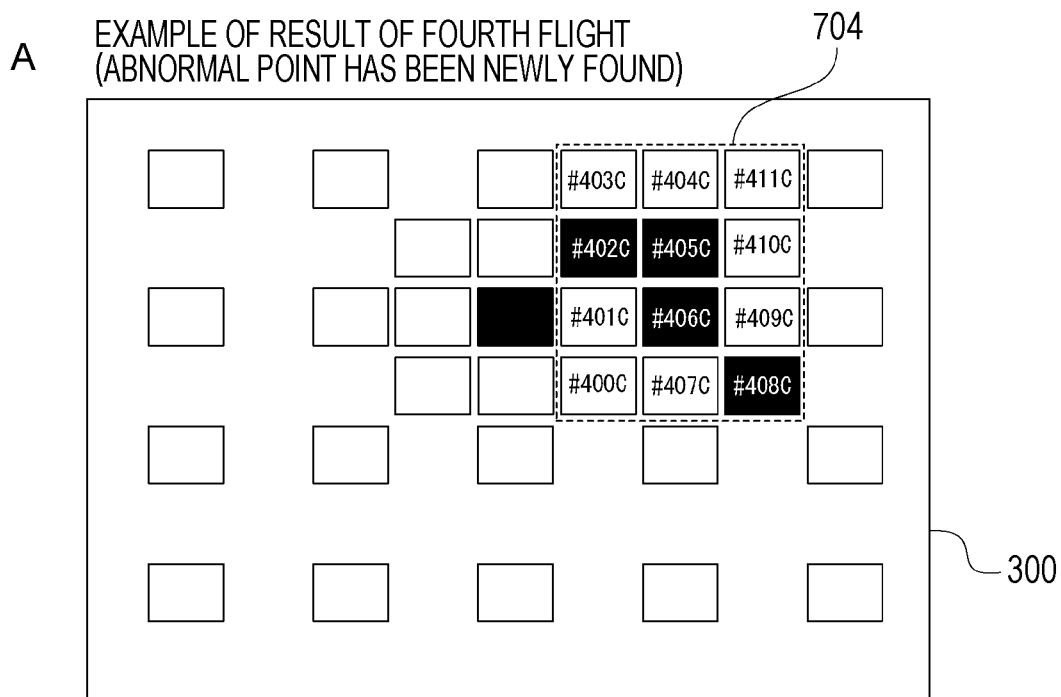 A
EXAMPLE OF RESULT OF FOURTH FLIGHT
(ABNORMAL POINT HAS BEEN NEWLY FOUND)
704
#403C #404C #411C
#402C #405C #410C
#401C #406C #409C
#400C #407C #408C
300